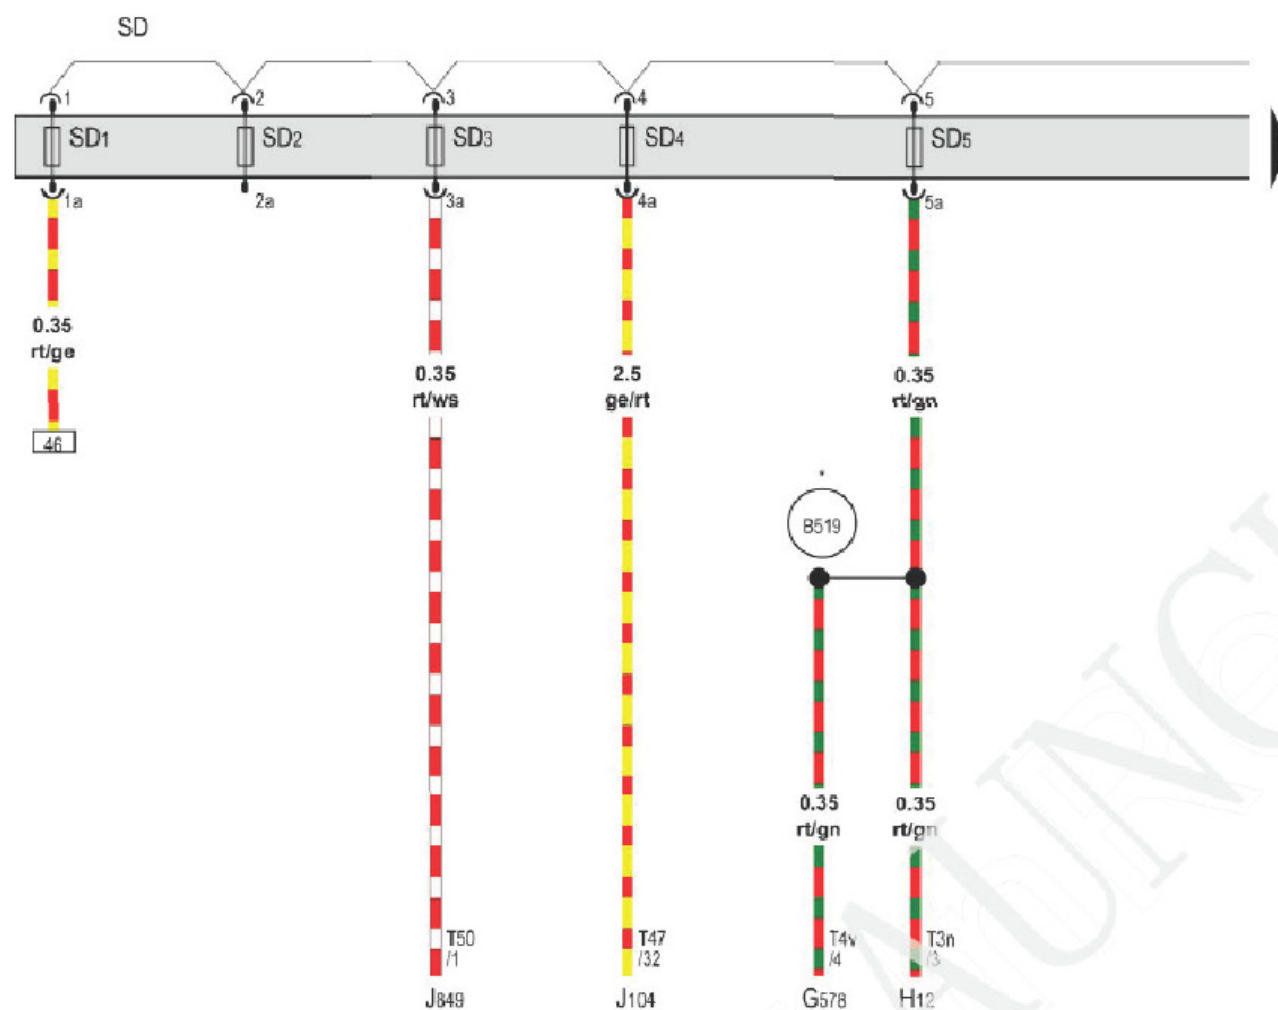 SD
1
2
3
4
5
SD1
SD2
SD3
SD4
SD5
1a
2a
3a
4a
5a
0.35
rt/ge
0.35
rt/ws
2.5
ge/rt
0.35
rt/gn
46
*
B519
0.35
rt/gn
0.35
rt/gn
T50
/1
T47
/32
T4v
/4
T3n
/3
J849
J104
G578
H12